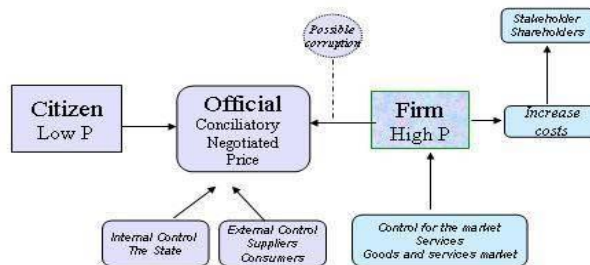 Stakeholder
Shareholders
Possible
corruption
Citizen
Low P
Official
Conciliatory
Negotiated
Price
Firm
High P
Increase
costs
Internal Control
The State
External Control
Suppliers
Consumers
Control for the market
Services
Goods and services market